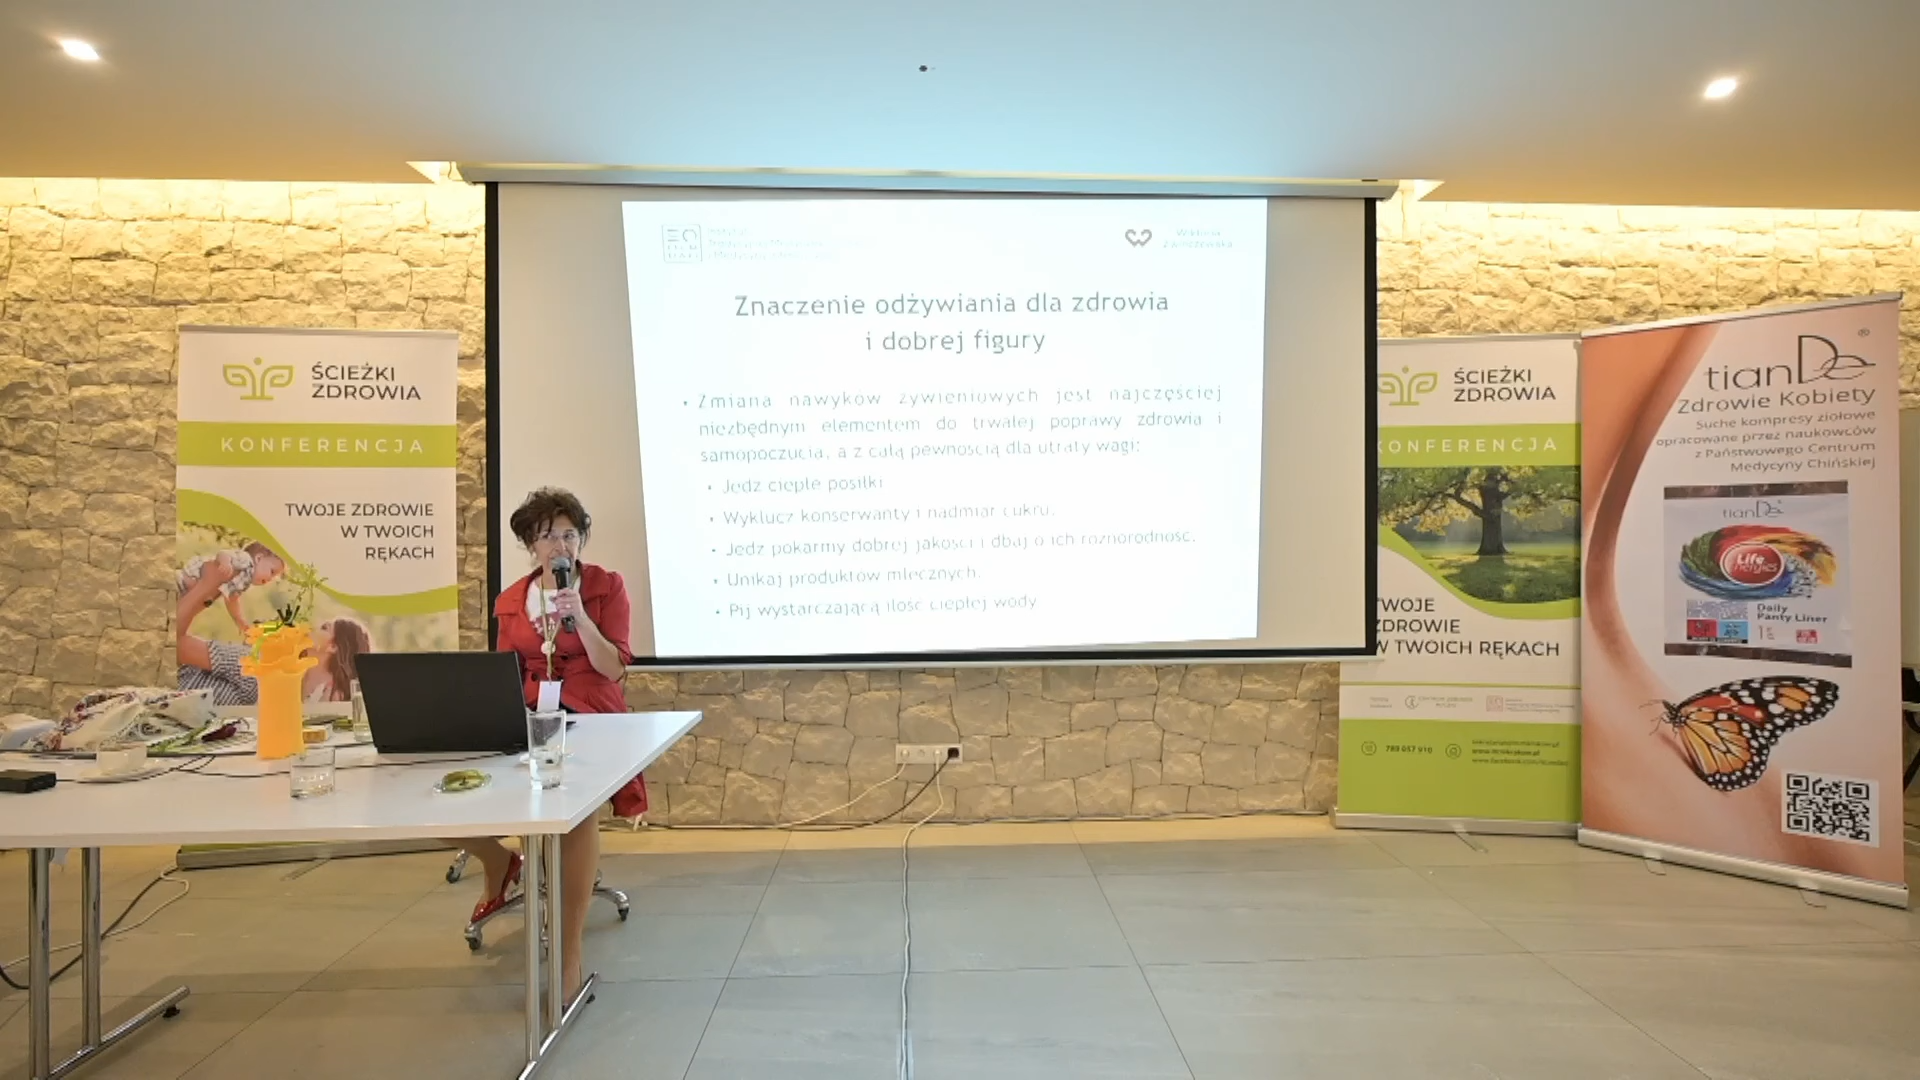 Znaczenie odżywiania dla zdrowia
i dobrej figury
• Zmiana nawyków żywieniowych jest najczęściej
niezbędnym elementem do trwałej poprawy zdrowia i
samopoczucia, a z całą pewnością dla utraty wagi:
• Jedz ciepłe posiłki
• Wyklucz konserwanty i nadmiar cukru.
• Jedz pokarmy dobrej jakości i dbaj o ich różnorodność.
• Unikaj produktów mlecznych.
• Pij wystarczającą ilość ciepłej wody
ŚCIEŻKI
ZDROWIA
KONFERENCJA
TWOJE ZDROWIE
W TWOICH
RĘKACH
ŚCIEŻKI
ZDROWIA
KONFERENCJA
TWOJE
ZDROWIE
W TWOICH RĘKACH
789 057 910
tianDe ®
Zdrowie Kobiety
Suche kompresy ziołowe
opracowane przez naukowców
z Państwowego Centrum
Medycyny Chińskiej
tianDe
Life
Energies
Daily
Panty Liner